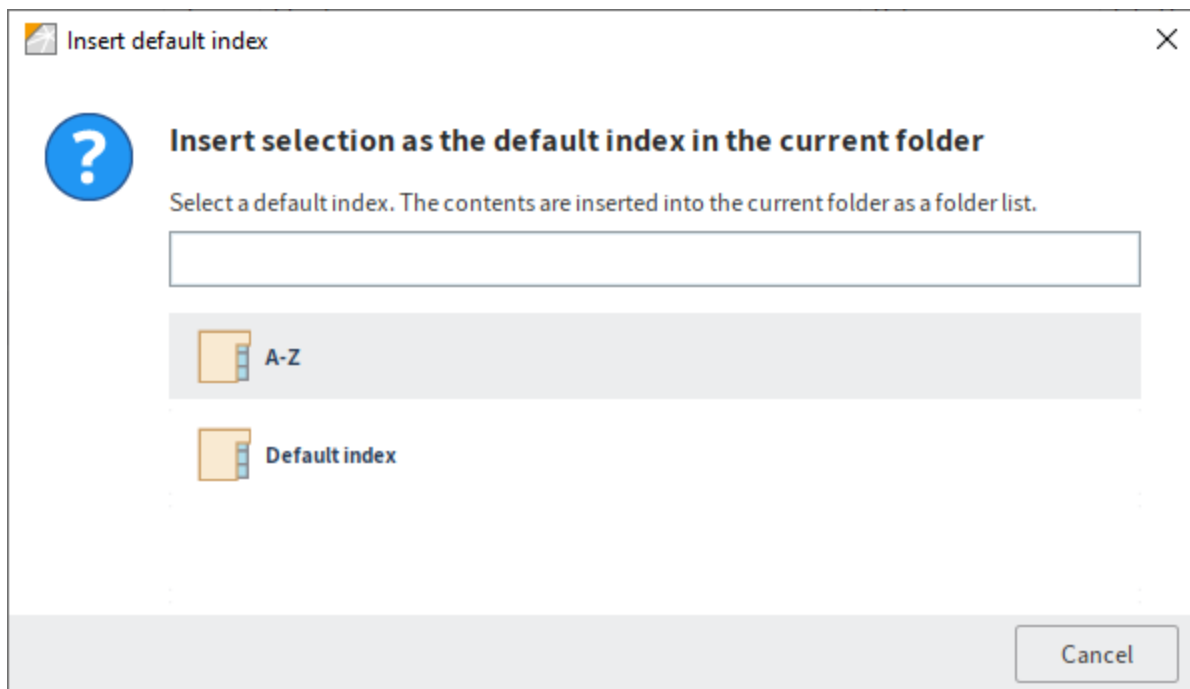 Insert default index
Insert selection as the default index in the current folder
Select a default index. The contents are inserted into the current folder as a folder list.
A-Z
Default index
Cancel